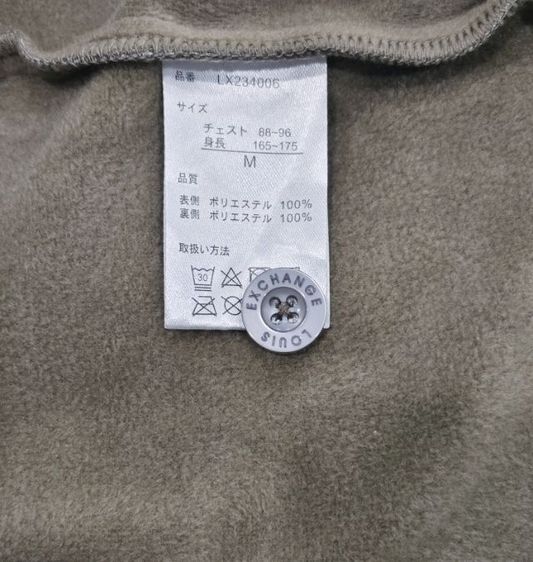 品番 LX234006
サイズ
チェスト 88~96
身長 165~175
M
品質
表側 ポリエステル 100%
裏側 ポリエステル 100%
取扱い方法
30
EXCHANGE
LOUIS